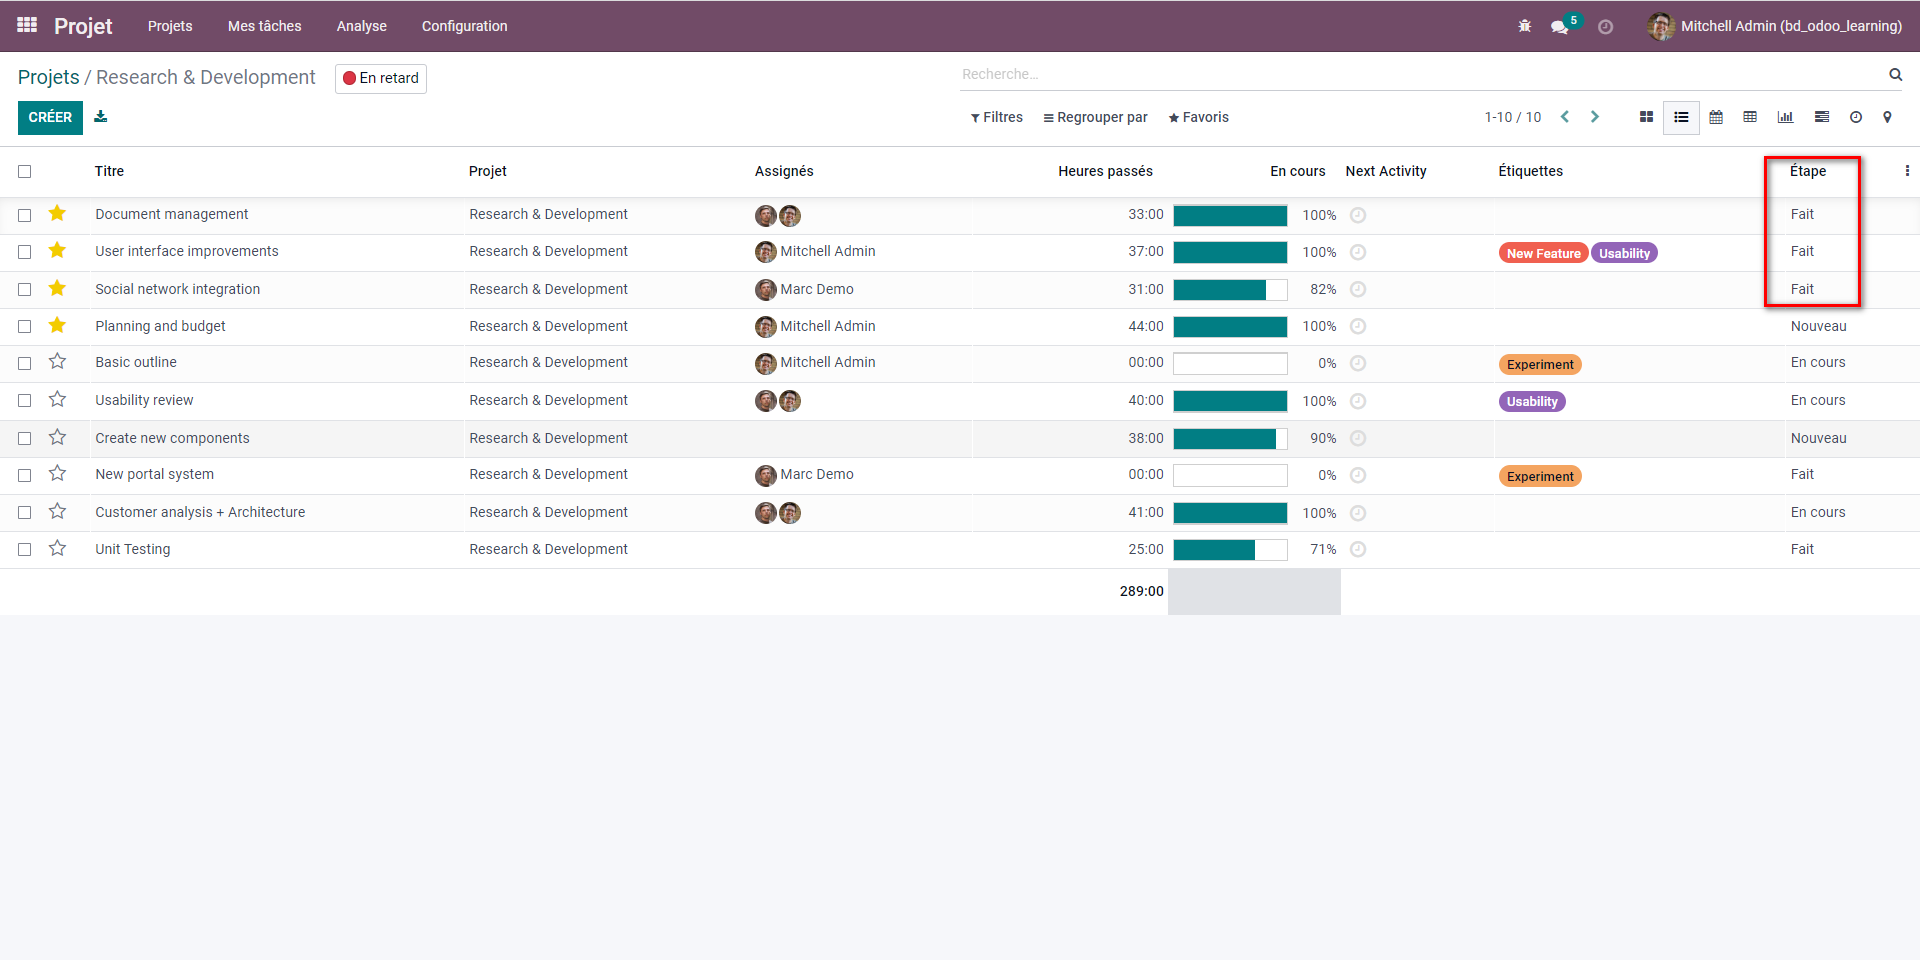 Projet Projets Mes tâches Analyse Configuration 5 Mitchell Admin (bd_odoo_learning)
Projets / Research & Development En retard Recherche...
CRÉER Filtres Regrouper par Favoris 1-10 / 10
Titre Projet Assignés Heures passés En cours Next Activity Étiquettes Étape
Document management Research & Development 33:00 100% Fait
User interface improvements Research & Development Mitchell Admin 37:00 100% New Feature Usability Fait
Social network integration Research & Development Marc Demo 31:00 82% Fait
Planning and budget Research & Development Mitchell Admin 44:00 100% Nouveau
Basic outline Research & Development Mitchell Admin 00:00 0% Experiment En cours
Usability review Research & Development 40:00 100% Usability En cours
Create new components Research & Development 38:00 90% Nouveau
New portal system Research & Development Marc Demo 00:00 0% Experiment Fait
Customer analysis + Architecture Research & Development 41:00 100% En cours
Unit Testing Research & Development 25:00 71% Fait
289:00